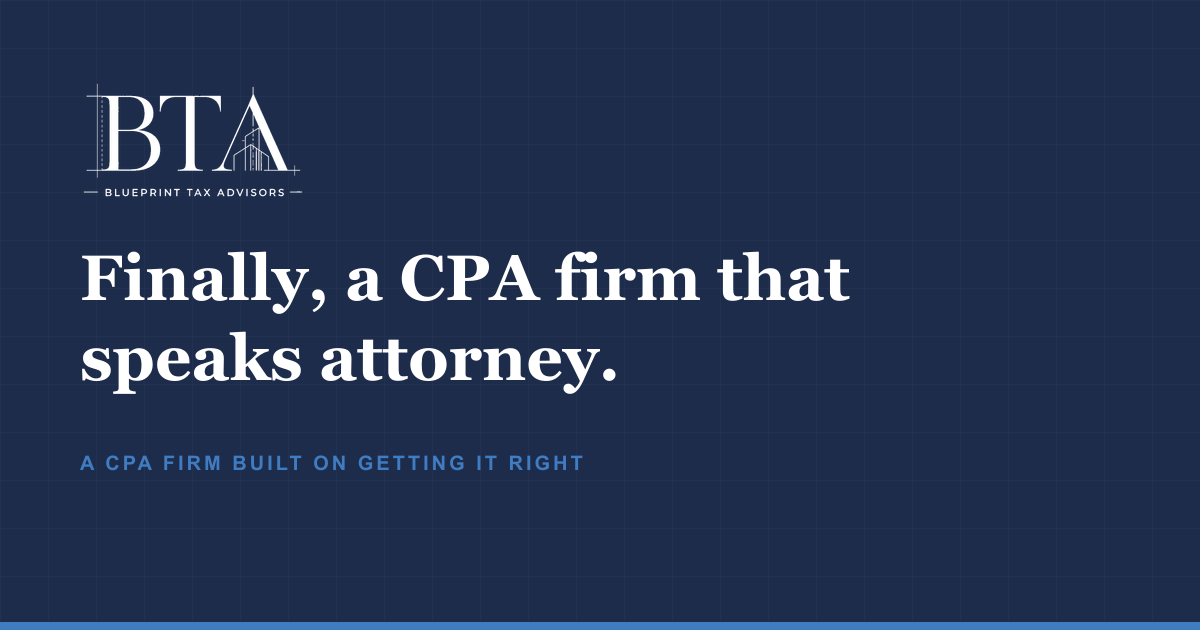 BTA
BLUEPRINT TAX ADVISORS
Finally, a CPA firm that
speaks attorney.
A CPA FIRM BUILT ON GETTING IT RIGHT